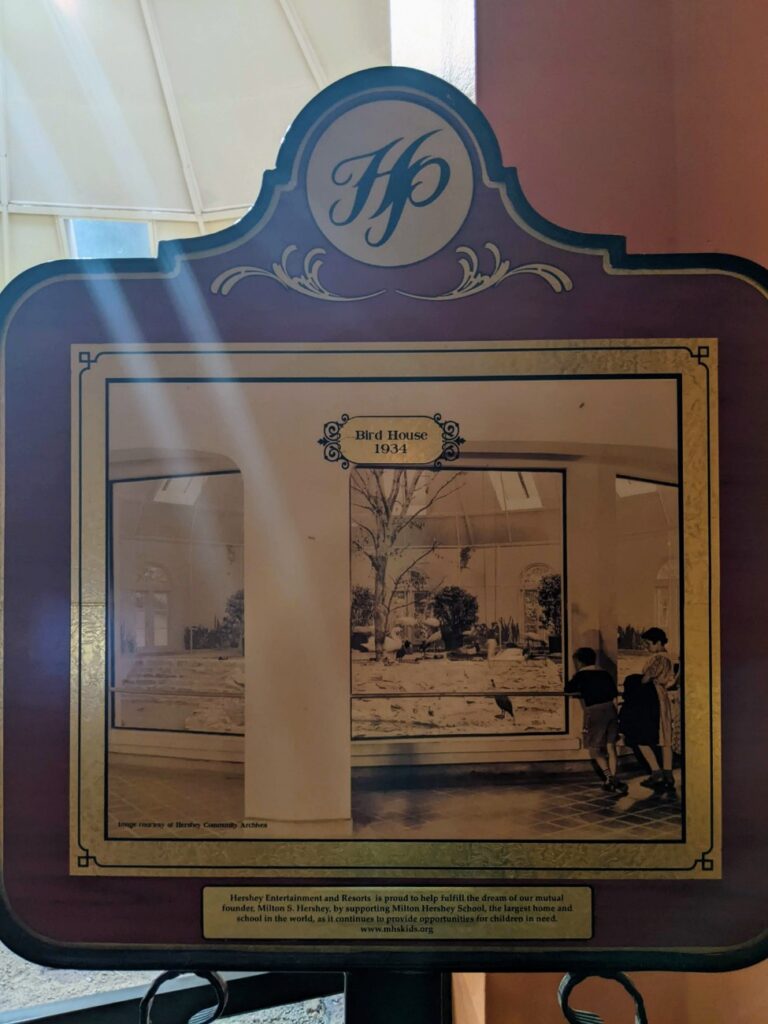 HP
Bird House
1934
Image courtesy of Hershey Community Archives
Hershey Entertainment and Resorts is proud to help fulfill the dream of our mutual
founder, Milton S. Hershey, by supporting Milton Hershey School, the largest home and
school in the world, as it continues to provide opportunities for children in need.
www.mhskids.org